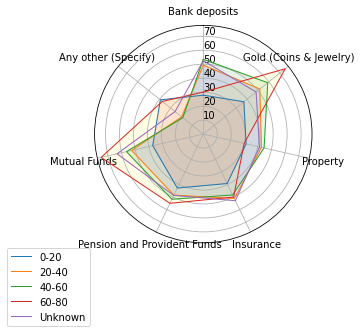 Bank deposits
70
60
50
40
30
20
10
Any other (Specify)
Gold (Coins & Jewelry)
Mutual Funds
Property
Pension and Provident Funds
Insurance
0-20
20-40
40-60
60-80
Unknown